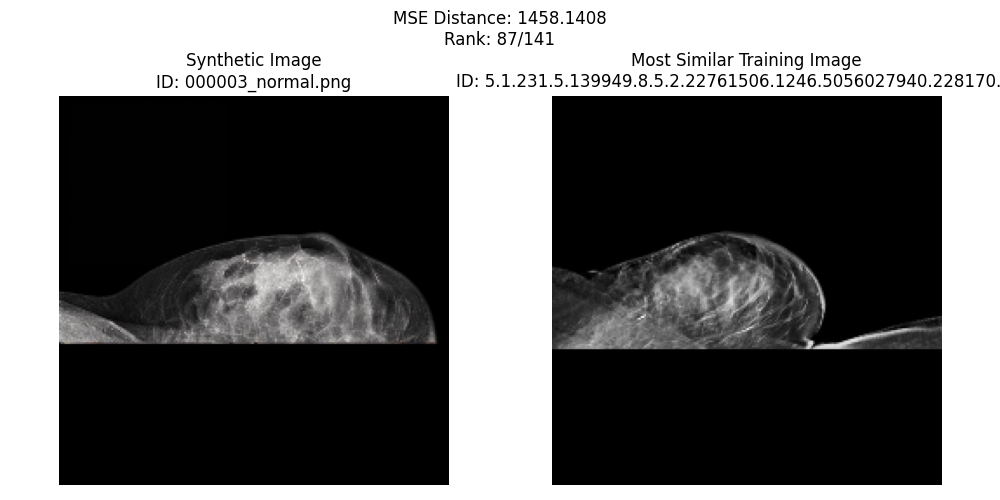 MSE Distance: 1458.1408
Rank: 87/141
Synthetic Image
ID: 000003_normal.png
Most Similar Training Image
ID: 5.1.231.5.139949.8.5.2.22761506.1246.5056027940.228170.